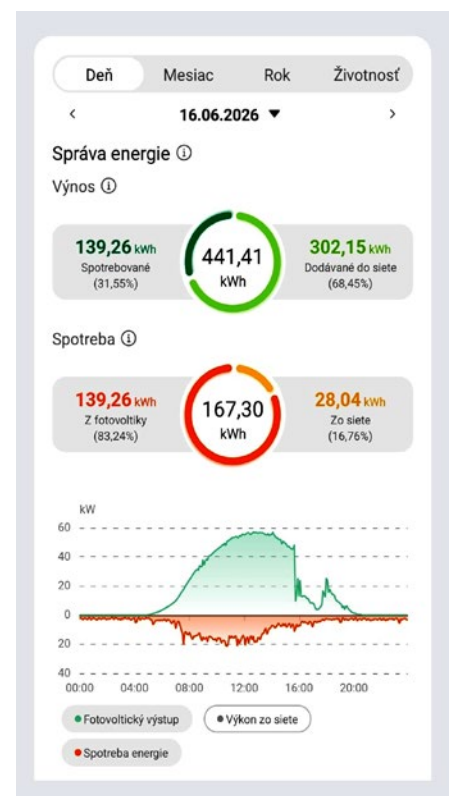 Deň Mesiac Rok Životnosť
< 16.06.2026 ▼ >
Správa energie ⓘ
Výnos ⓘ
139,26 kWh
Spotrebované
(31,55%)
441,41
kWh
302,15 kWh
Dodávané do siete
(68,45%)
Spotreba ⓘ
139,26 kWh
Z fotovoltiky
(83,24%)
167,30
kWh
28,04 kWh
Zo siete
(16,76%)
kW
60
40
20
0
20
40
00:00 04:00 08:00 12:00 16:00 20:00
Fotovoltický výstup Výkon zo siete
Spotreba energie